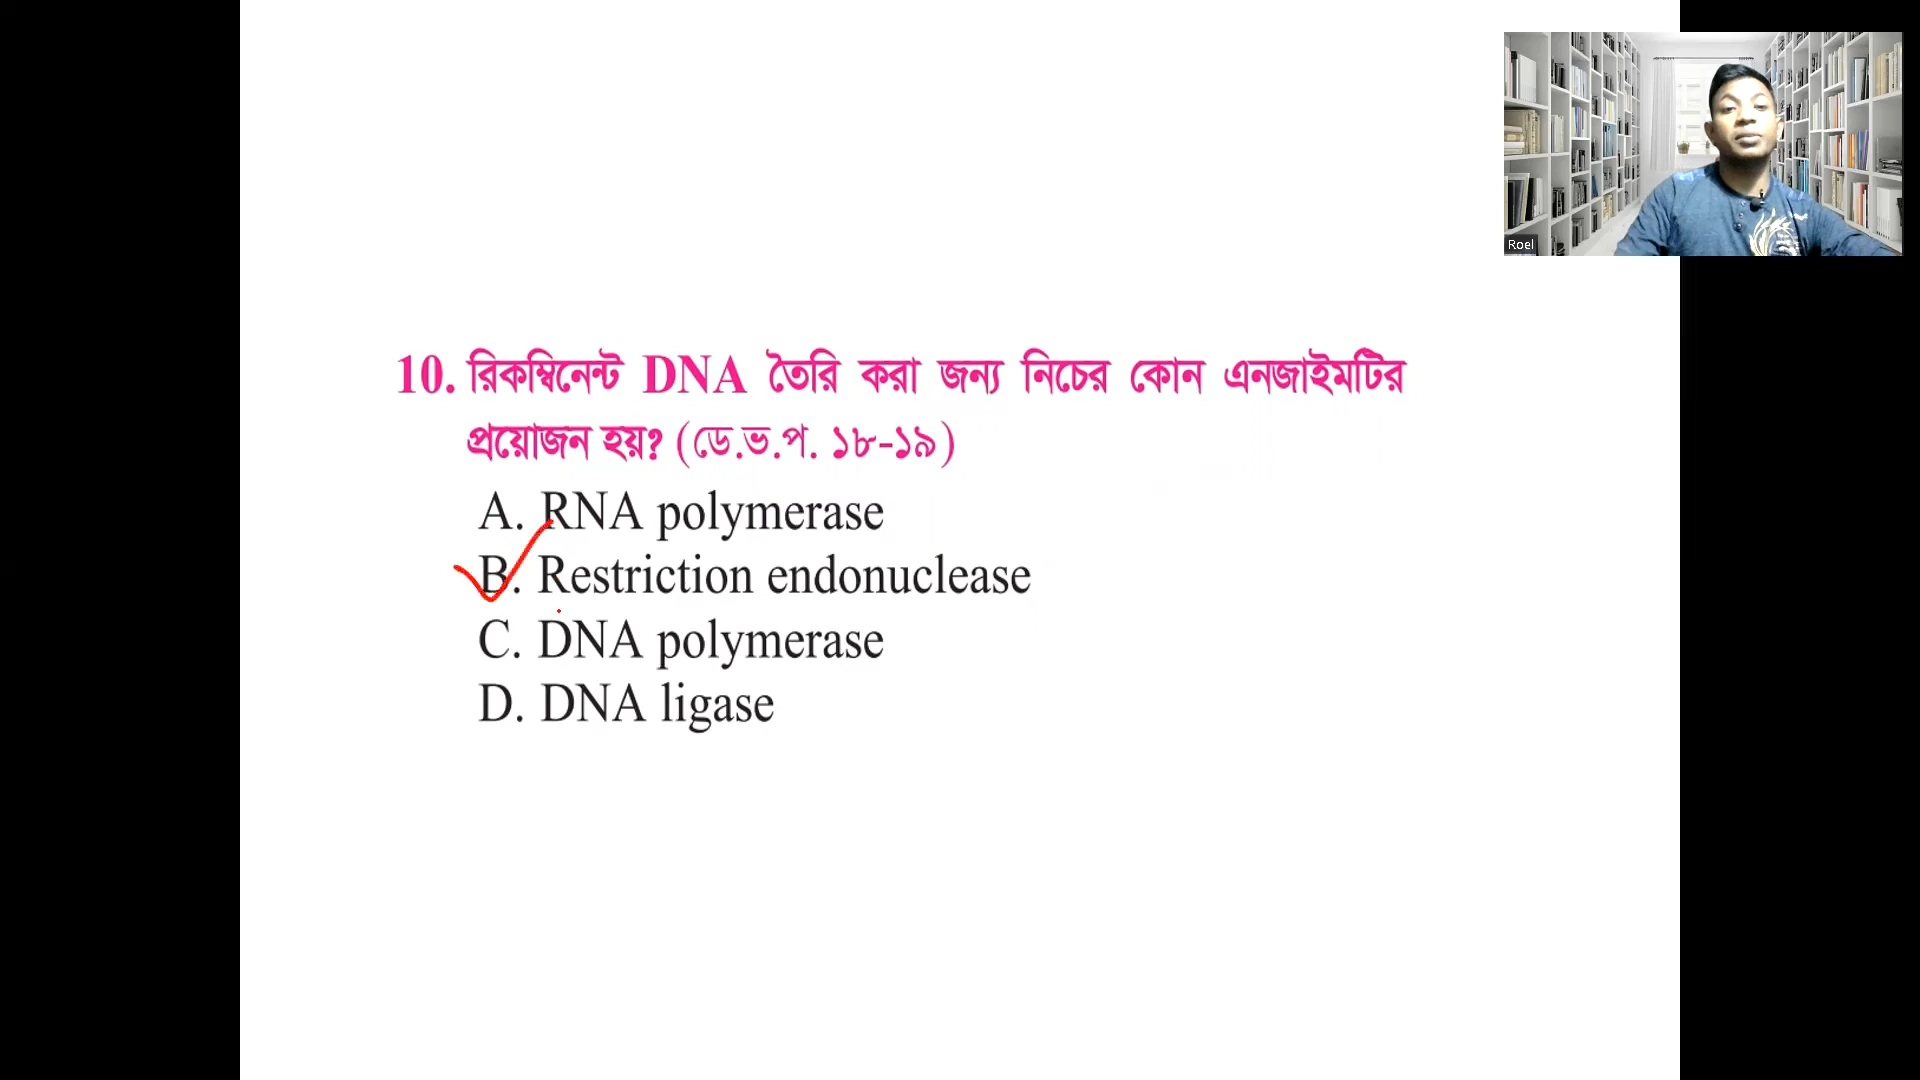 Roel
10. রিকম্বিনেন্ট DNA তৈরি করা জন্য নিচের কোন এনজাইমটির
প্রয়োজন হয়? (ডে.ভ.প. ১৮-১৯)
A. RNA polymerase
B. Restriction endonuclease
C. DNA polymerase
D. DNA ligase